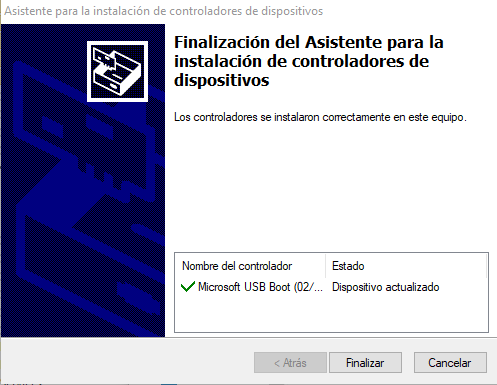 Asistente para la instalación de controladores de dispositivos
Finalización del Asistente para la
instalación de controladores de
dispositivos
Los controladores se instalaron correctamente en este equipo.
Nombre del controlador Estado
Microsoft USB Boot (02/... Dispositivo actualizado
< Atrás Finalizar Cancelar